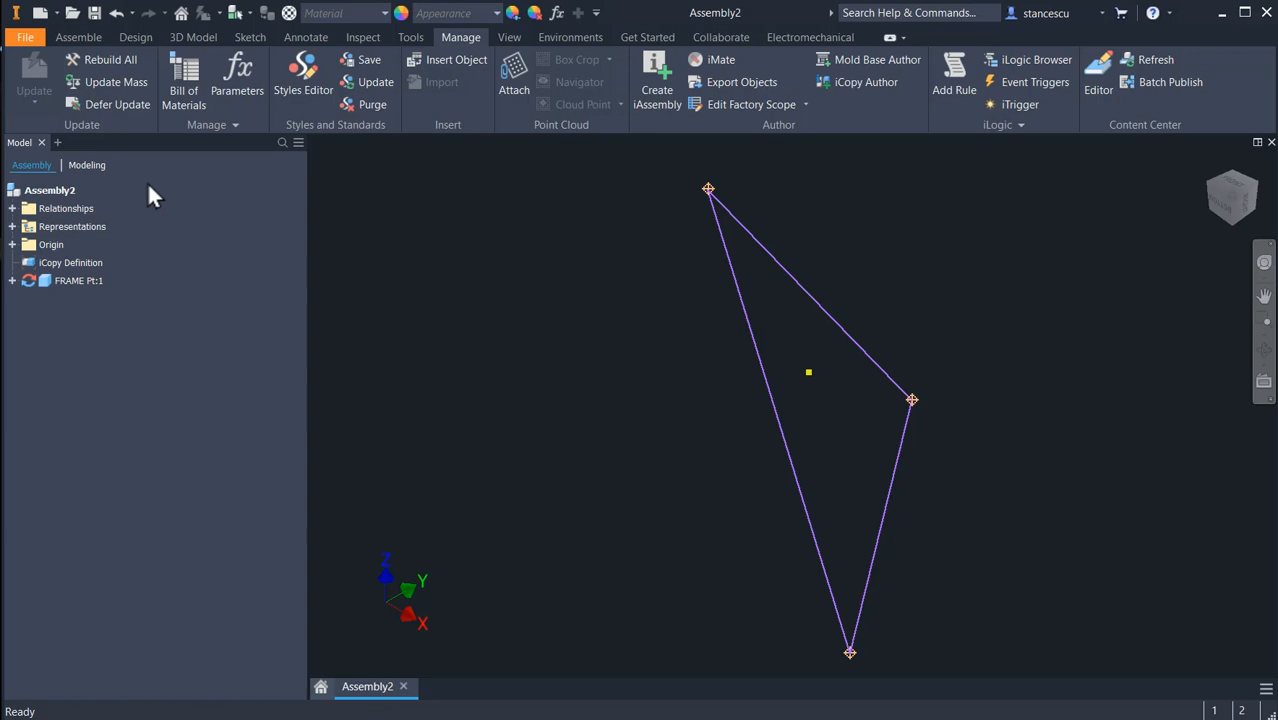 Material
Appearance
fx
Assembly2
Search Help & Commands...
stancescu
File
Assemble
Design
3D Model
Sketch
Annotate
Inspect
Tools
Manage
View
Environments
Get Started
Collaborate
Electromechanical
Update
Rebuild All
Update Mass
Defer Update
Update
Bill of
Materials
fx
Parameters
Manage
Styles Editor
Save
Update
Purge
Styles and Standards
Insert Object
Import
Insert
Attach
Box Crop
Navigator
Cloud Point
Point Cloud
Create
iAssembly
iMate
Export Objects
Edit Factory Scope
Mold Base Author
iCopy Author
Author
Add Rule
iLogic Browser
Event Triggers
iTrigger
iLogic
Editor
Refresh
Batch Publish
Content Center
Model
Assembly
Modeling
Assembly2
Relationships
Representations
Origin
iCopy Definition
FRAME Pt:1
Z
Y
X
Assembly2
Ready
1
2